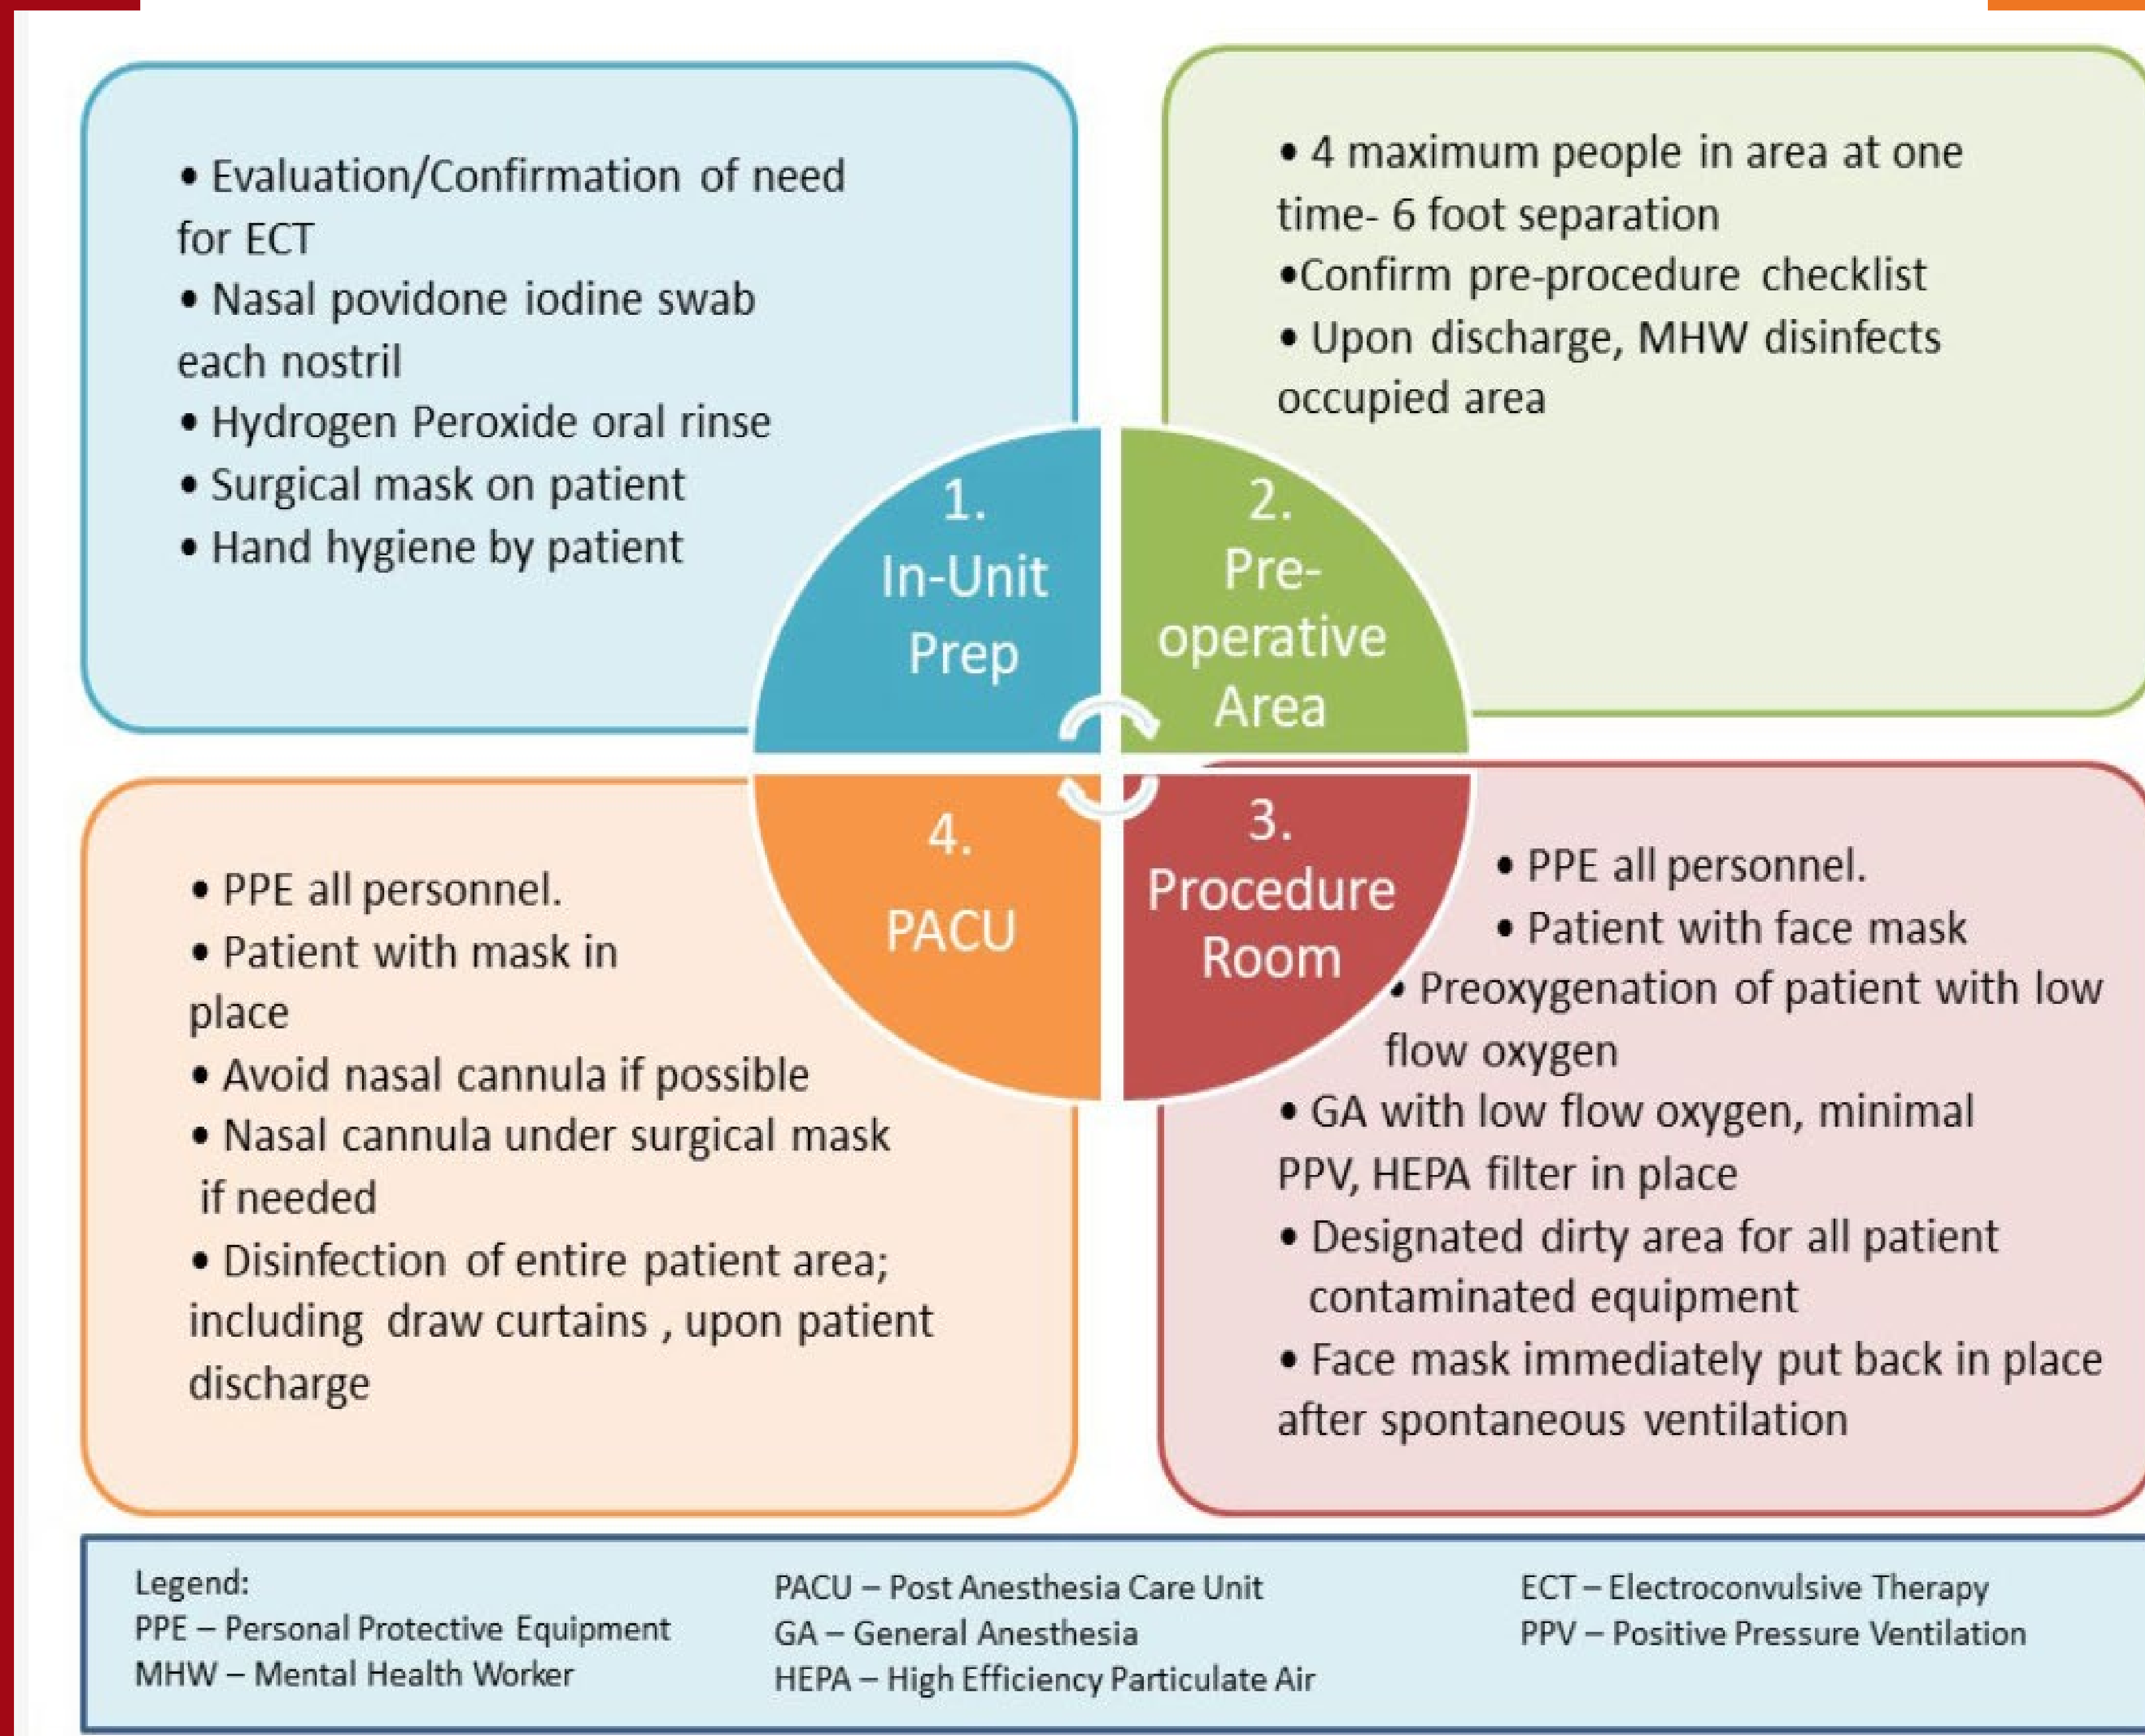 • Evaluation/Confirmation of need
for ECT
• Nasal povidone iodine swab
each nostril
• Hydrogen Peroxide oral rinse
• Surgical mask on patient
• Hand hygiene by patient
1.
In-Unit
Prep
• 4 maximum people in area at one
time- 6 foot separation
•Confirm pre-procedure checklist
• Upon discharge, MHW disinfects
occupied area
2.
Pre-
operative
Area
3.
Procedure
Room
• PPE all personnel.
• Patient with face mask
• Preoxygenation of patient with low
flow oxygen
• GA with low flow oxygen, minimal
PPV, HEPA filter in place
• Designated dirty area for all patient
contaminated equipment
• Face mask immediately put back in place
after spontaneous ventilation
4.
PACU
• PPE all personnel.
• Patient with mask in
place
• Avoid nasal cannula if possible
• Nasal cannula under surgical mask
if needed
• Disinfection of entire patient area;
including draw curtains , upon patient
discharge
Legend:
PPE – Personal Protective Equipment
MHW – Mental Health Worker
PACU – Post Anesthesia Care Unit
GA – General Anesthesia
HEPA – High Efficiency Particulate Air
ECT – Electroconvulsive Therapy
PPV – Positive Pressure Ventilation